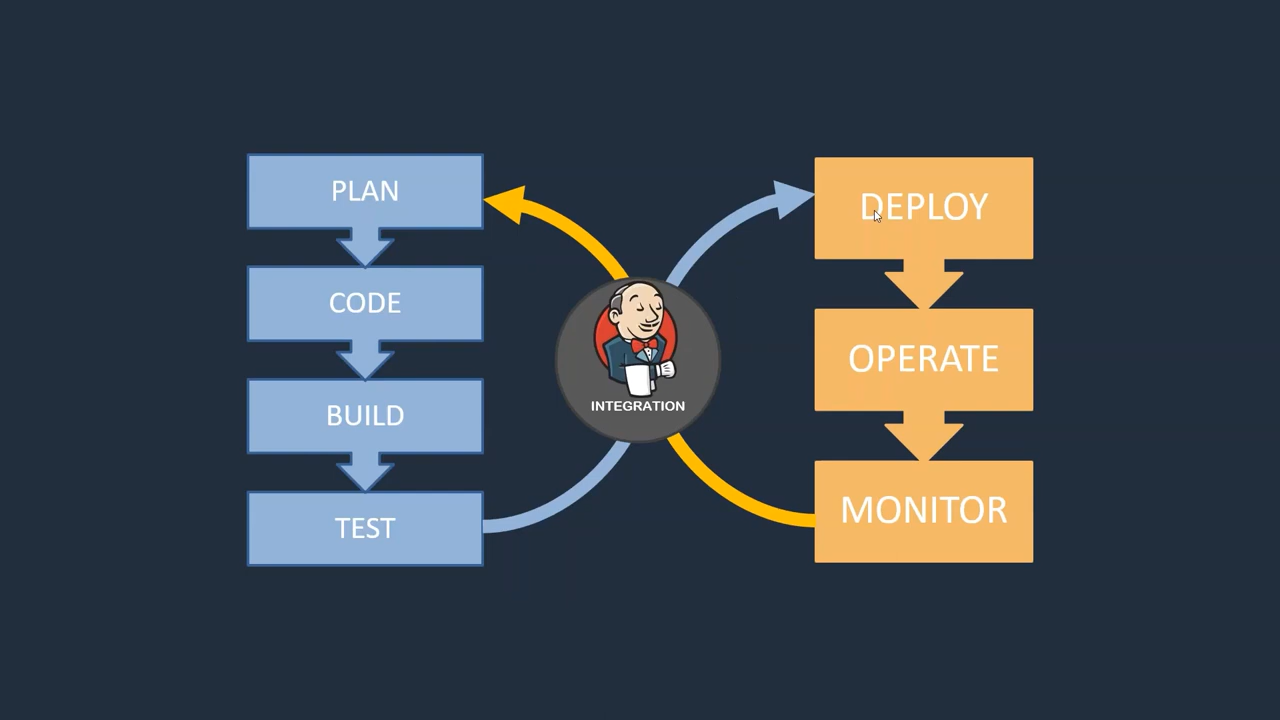 PLAN
CODE
BUILD
TEST
INTEGRATION
DEPLOY
OPERATE
MONITOR